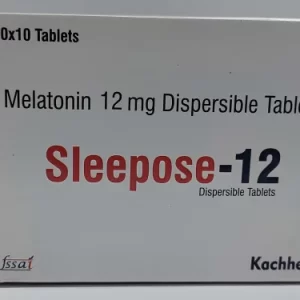 0x10 Tablets
Melatonin 12 mg Dispersible Table
Sleepose-12
Dispersible Tablets
fssai
Kachhe